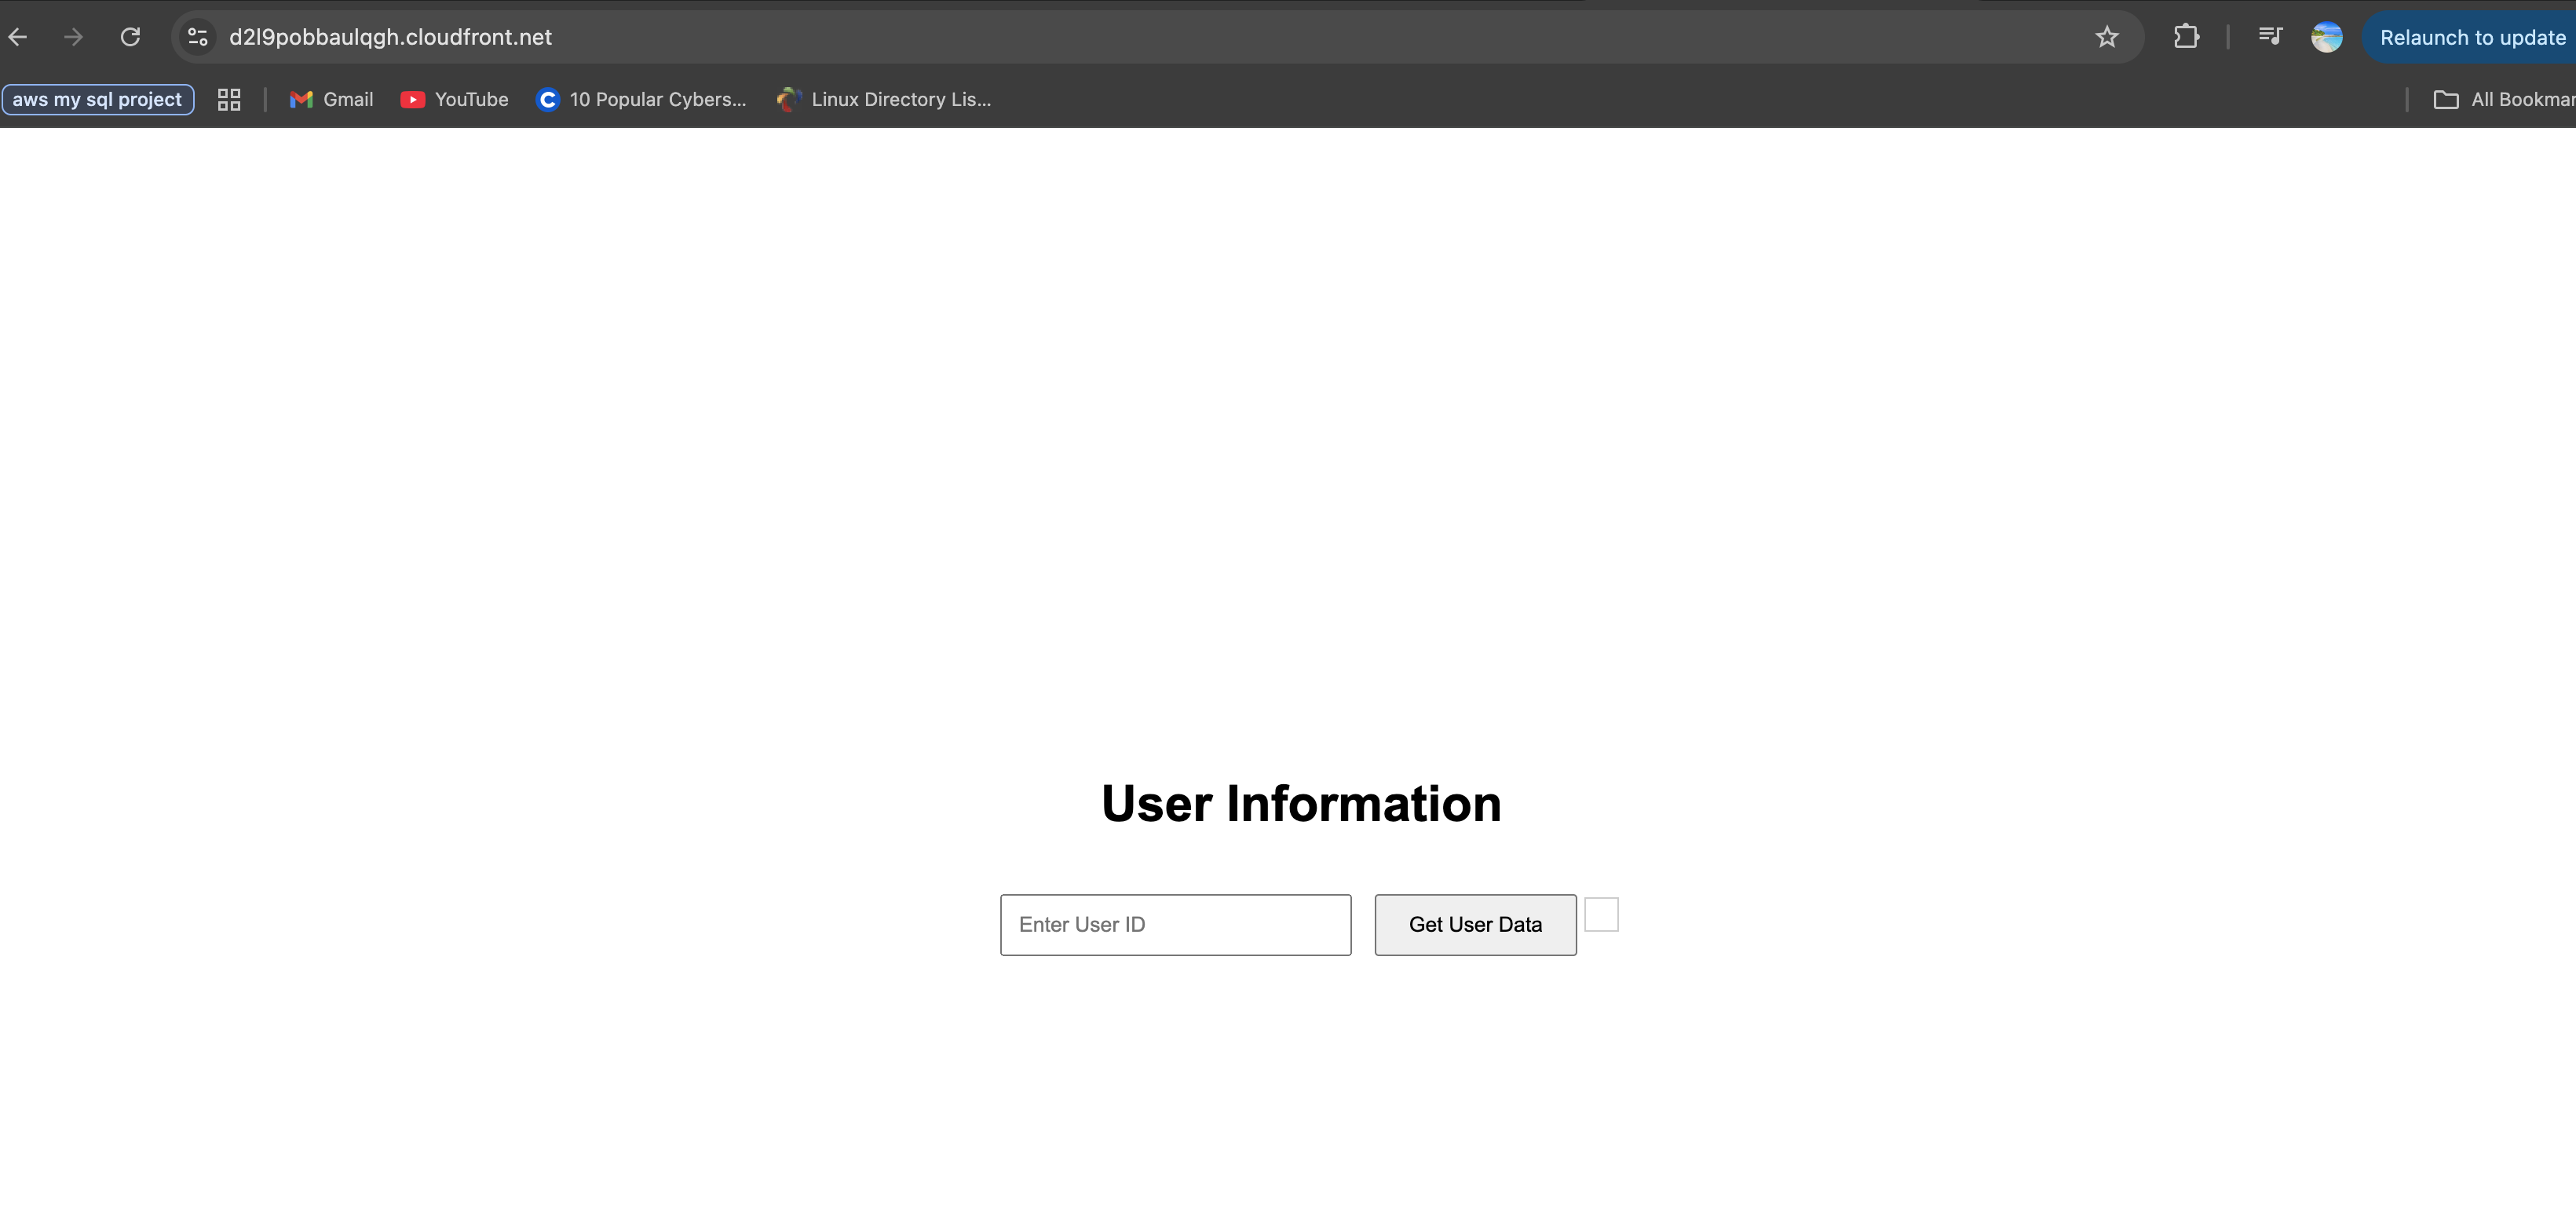 d2l9pobbaulqgh.cloudfront.net
Relaunch to update
aws my sql project
Gmail
YouTube
10 Popular Cybers...
Linux Directory Lis...
All Bookmar
User Information
Enter User ID
Get User Data